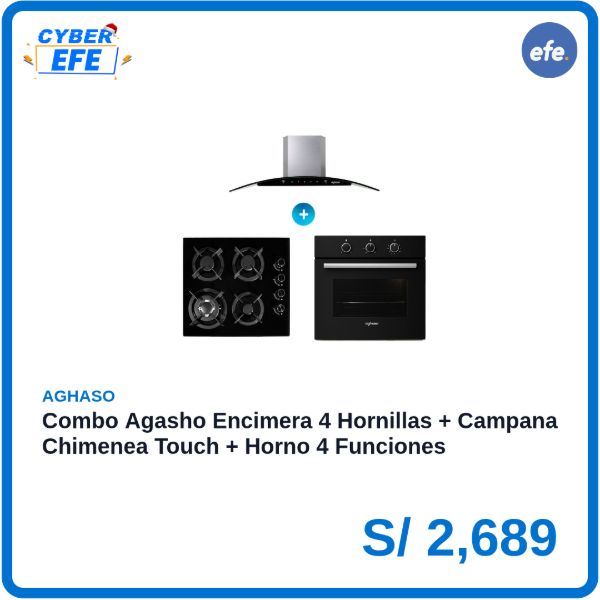 CYBER
EFE
efe.
+
AGHASO
Combo Agasho Encimera 4 Hornillas + Campana
Chimenea Touch + Horno 4 Funciones
S/ 2,689